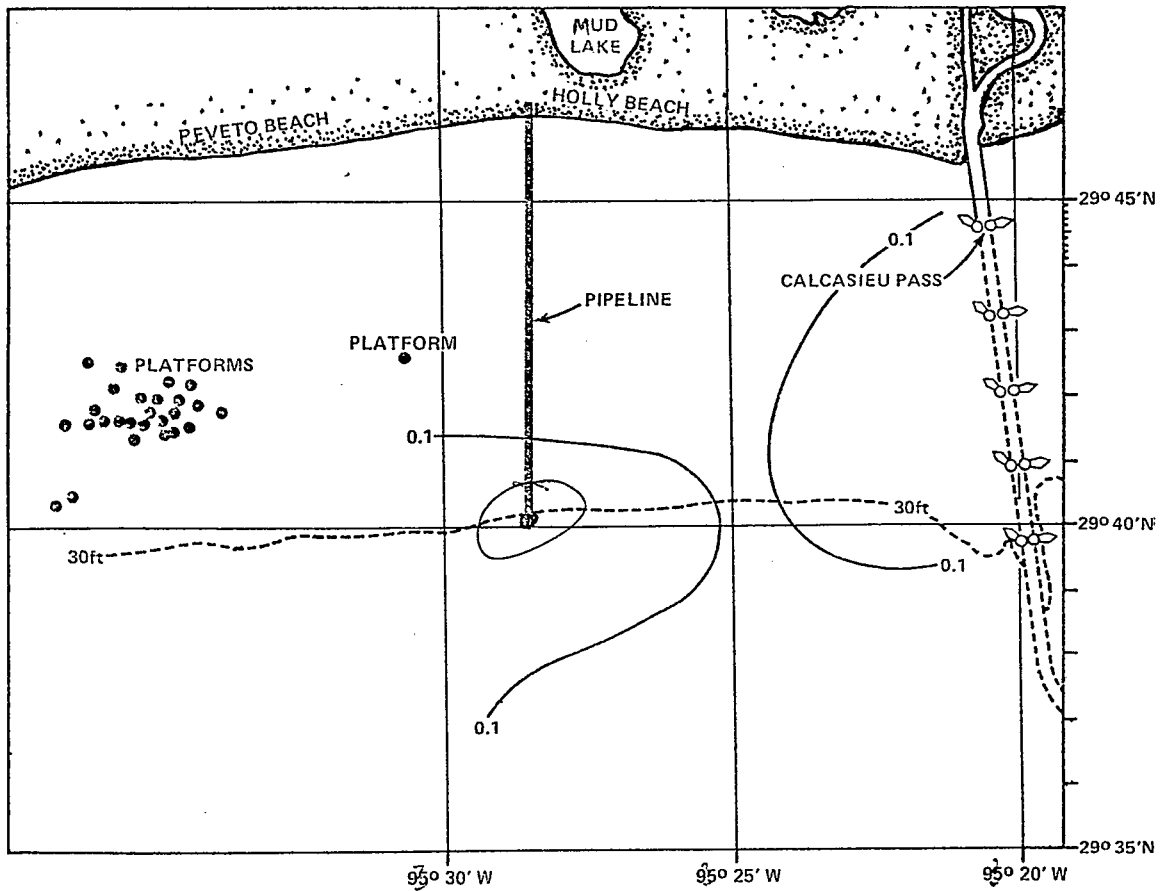 MUD
LAKE
HOLLY BEACH
PEVETO BEACH
29° 45'N
0.1
CALCASIEU PASS
PIPELINE
PLATFORM
PLATFORMS
0.1
30ft
29° 40'N
30ft
0.1
0.1
29° 35'N
95° 30' W
95° 25' W
95° 20' W